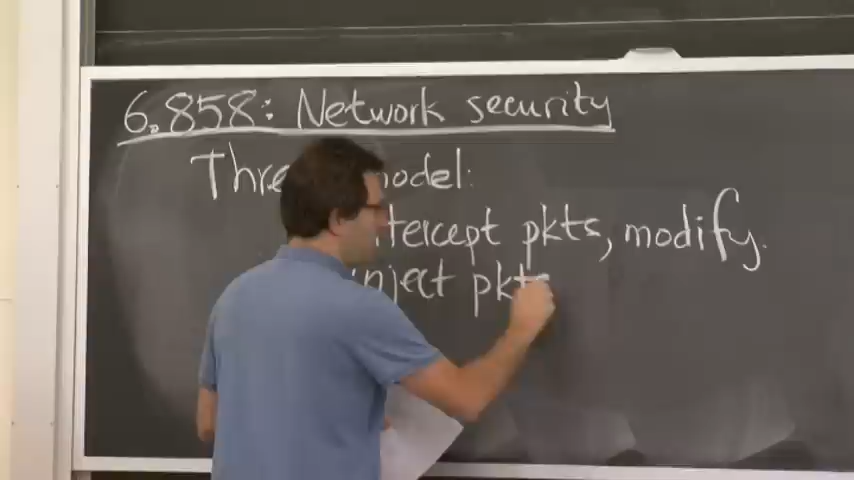 6.858: Network security
Threat model:
intercept pkts, modify.
inject pkts